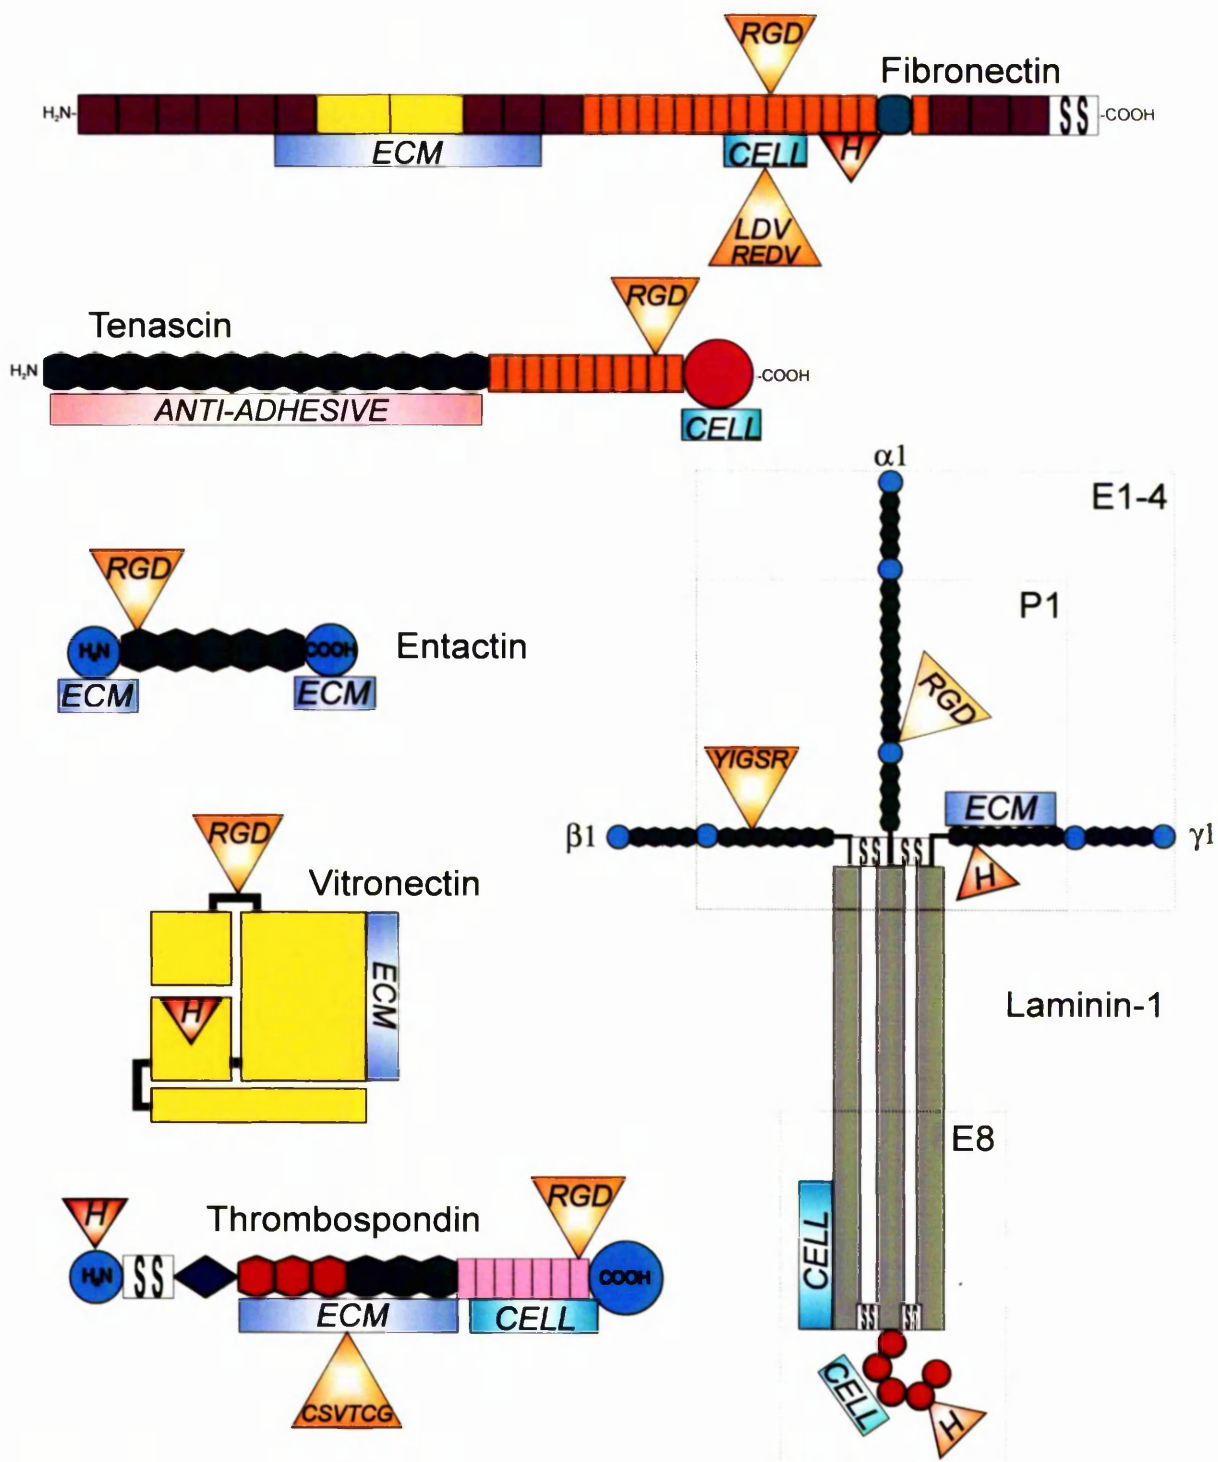 RGD
Fibronectin
H₂N-
SS
-COOH
ECM
CELL
H
LDV
REDV
RGD
Tenascin
H₂N
-COOH
ANTI-ADHESIVE
CELL
α1
E1-4
RGD
P1
H₂N
COOH
Entactin
ECM
ECM
RGD
YIGSR
ECM
β1
γ1
SS
SS
H
RGD
Vitronectin
ECM
H
Laminin-1
E8
CELL
RGD
H
Thrombospondin
H₂N
SS
COOH
ECM
CELL
SS
SS
CELL
H
CSVTCG